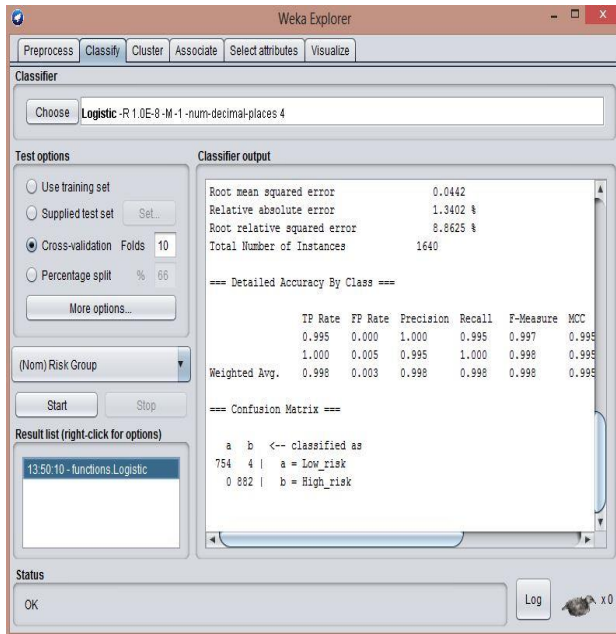 Weka Explorer
Preprocess Classify Cluster Associate Select attributes Visualize
Classifier
Choose Logistic -R 1.0E-8 -M -1 -num-decimal-places 4
Test options
Use training set
Supplied test set Set...
Cross-validation Folds 10
Percentage split % 66
More options...
(Nom) Risk Group
Start Stop
Result list (right-click for options)
13:50:10 - functions.Logistic
Classifier output
Root mean squared error 0.0442
Relative absolute error 1.3402 %
Root relative squared error 8.8625 %
Total Number of Instances 1640
=== Detailed Accuracy By Class ===
TP Rate FP Rate Precision Recall F-Measure MCC
0.995 0.000 1.000 0.995 0.997 0.995
1.000 0.005 0.995 1.000 0.998 0.995
Weighted Avg. 0.998 0.003 0.998 0.998 0.998 0.995
=== Confusion Matrix ===
a b <-- classified as
754 4 | a = Low_risk
0 882 | b = High_risk
Status
OK
Log
x 0